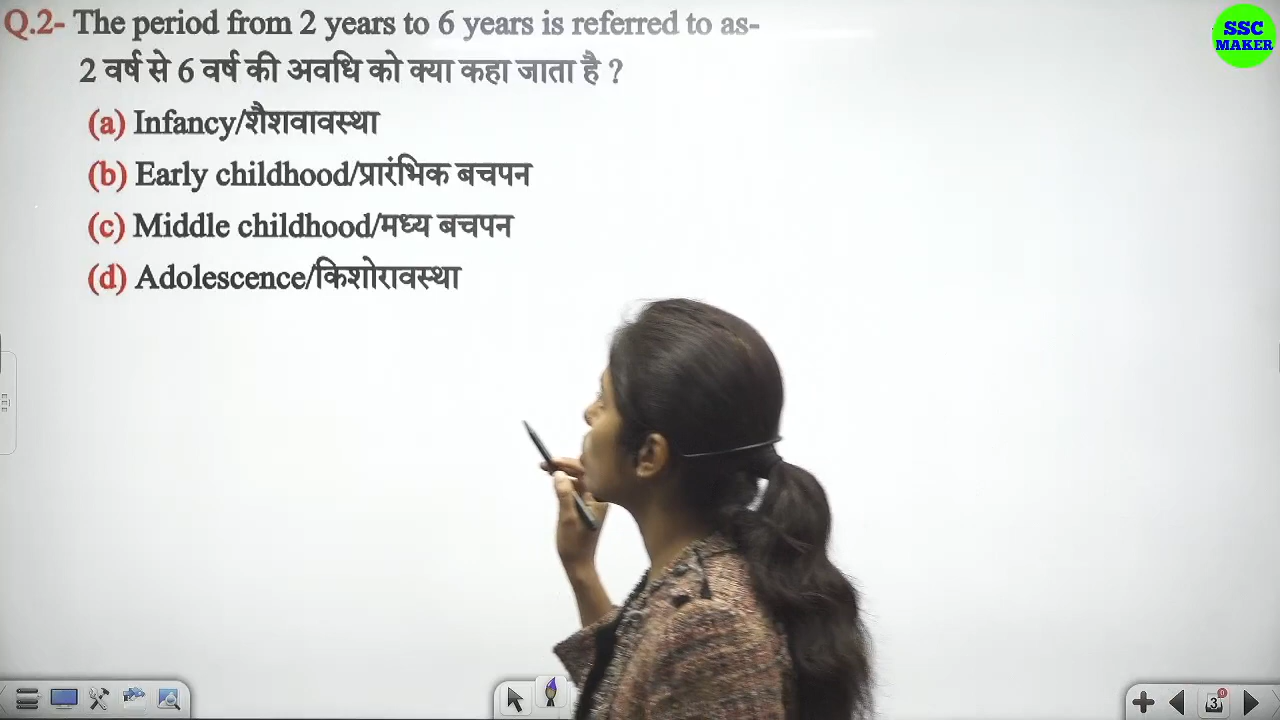 Q.2- The period from 2 years to 6 years is referred to as-
2 वर्ष से 6 वर्ष की अवधि को क्या कहा जाता है ?
(a) Infancy/शैशवावस्था
(b) Early childhood/प्रारंभिक बचपन
(c) Middle childhood/मध्य बचपन
(d) Adolescence/किशोरावस्था
SSC
MAKER
3